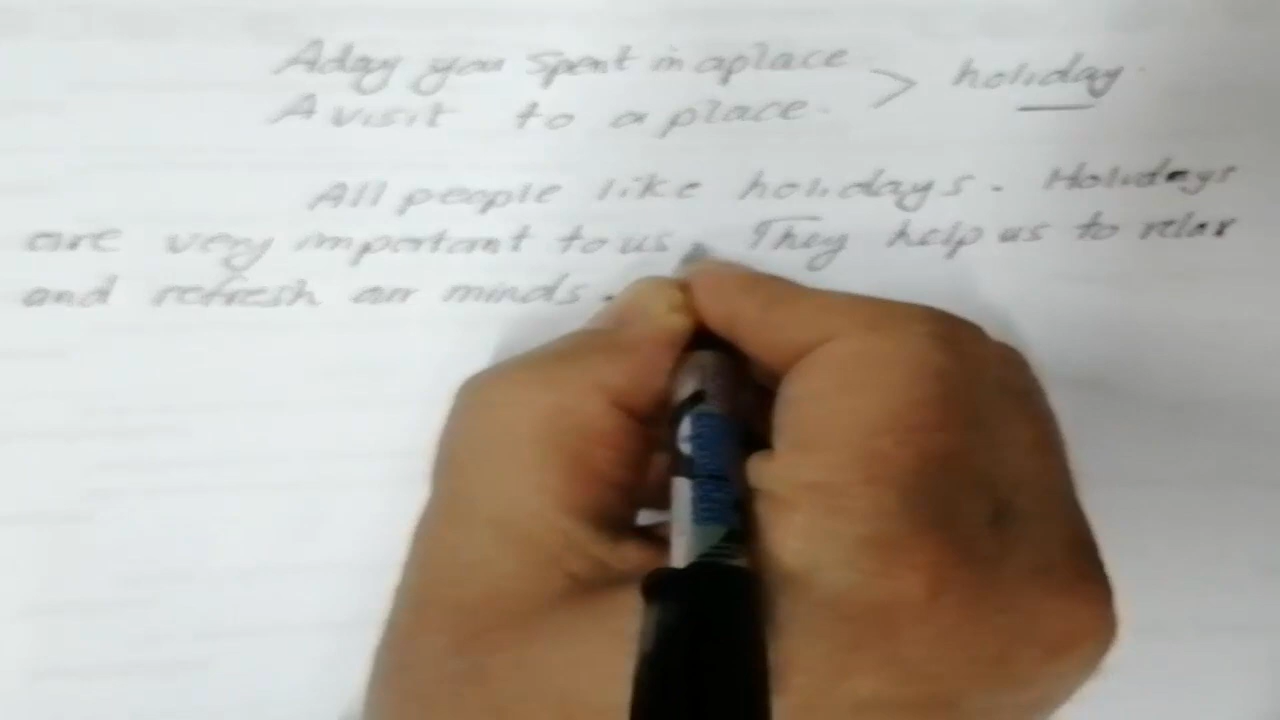 A day you spent in a place > holiday.
A visit to a place.
All people like holidays. Holidays
are very important to us. They help us to relax
and refresh our minds.